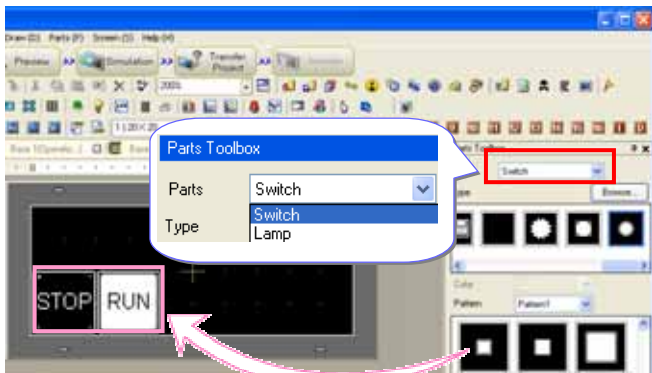 Draw(D) Parts(P) Screen(S) Help(H)
Preview Simulation Transfer Project
200%
Parts Toolbox
Parts Switch
Switch
Type
Lamp
Switch
Browse...
Color
Pattern Pattern1
STOP RUN